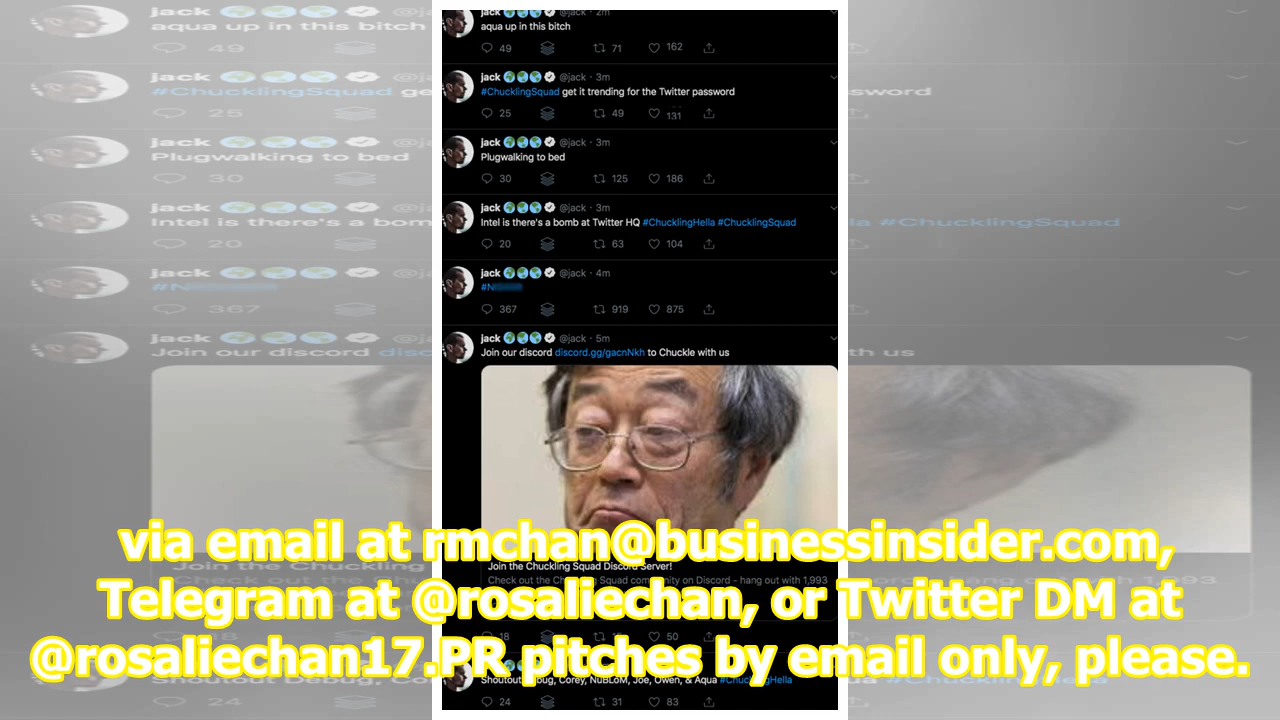 jack @jack · 2m
aqua up in this bitch
49 71 162
jack @jack · 3m
#ChucklingSquad get it trending for the Twitter password
25 49 131
jack @jack · 3m
Plugwalking to bed
30 125 186
jack @jack · 3m
Intel is there's a bomb at Twitter HQ #ChucklingHella #ChucklingSquad
20 63 104
jack @jack · 4m
#N
367 919 875
jack @jack · 5m
Join our discord discord.gg/gacnNkh to Chuckle with us
via email at rmchan@businessinsider.com,
Join the Chuckling Squad Discord Server!
Check out the Chuckling Squad community on Discord - hang out with 1,993
Telegram at @rosaliechan, or Twitter DM at
18 50
@rosaliechan17.PR pitches by email only, please.
Shoutout Debug, Corey, NuBLoM, Joe, Owen, & Aqua #ChucklingHella
24 31 83